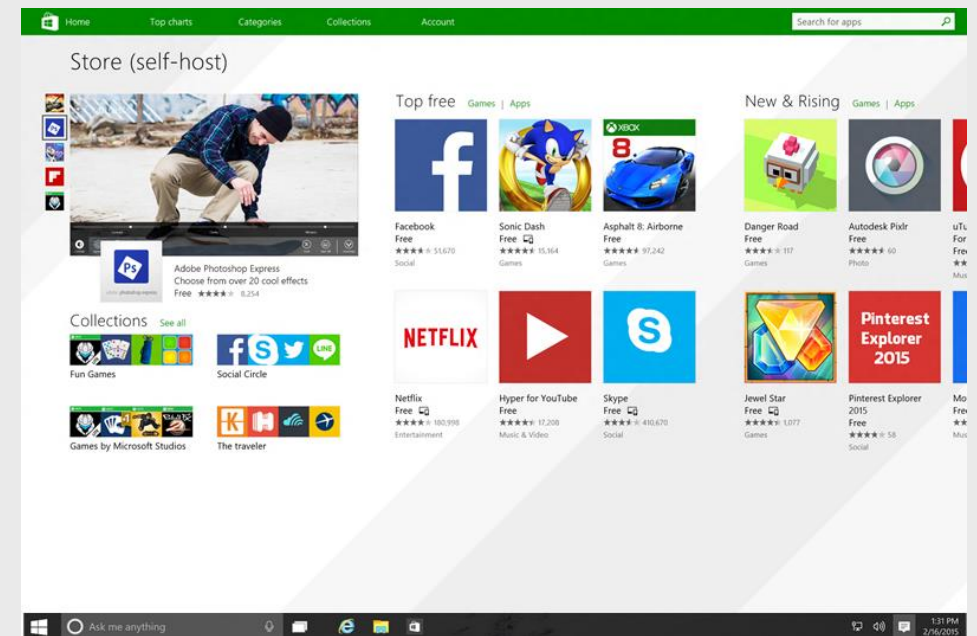 Home
Top charts
Categories
Collections
Account
Search for apps
Store (self-host)
Ps
Adobe Photoshop Express
Choose from over 20 cool effects
Free 8,254
Collections See all
Fun Games
LINE
Social Circle
Games by Microsoft Studios
The traveler
Top free Games | Apps
Facebook
Free
51,670
Social
Sonic Dash
Free
15,164
Games
XBOX
8
Asphalt 8: Airborne
Free
97,242
Games
NETFLIX
Netflix
Free
180,998
Entertainment
Hyper for YouTube
Free
17,208
Music & Video
Skype
Free
410,670
Social
New & Rising Games | Apps
Danger Road
Free
117
Games
Autodesk Pixlr
Free
60
Photo
Jewel Star
Free
1,077
Games
Pinterest
Explorer
2015
Pinterest Explorer
2015
Free
58
Social
Ask me anything
1:31 PM
2/16/2015